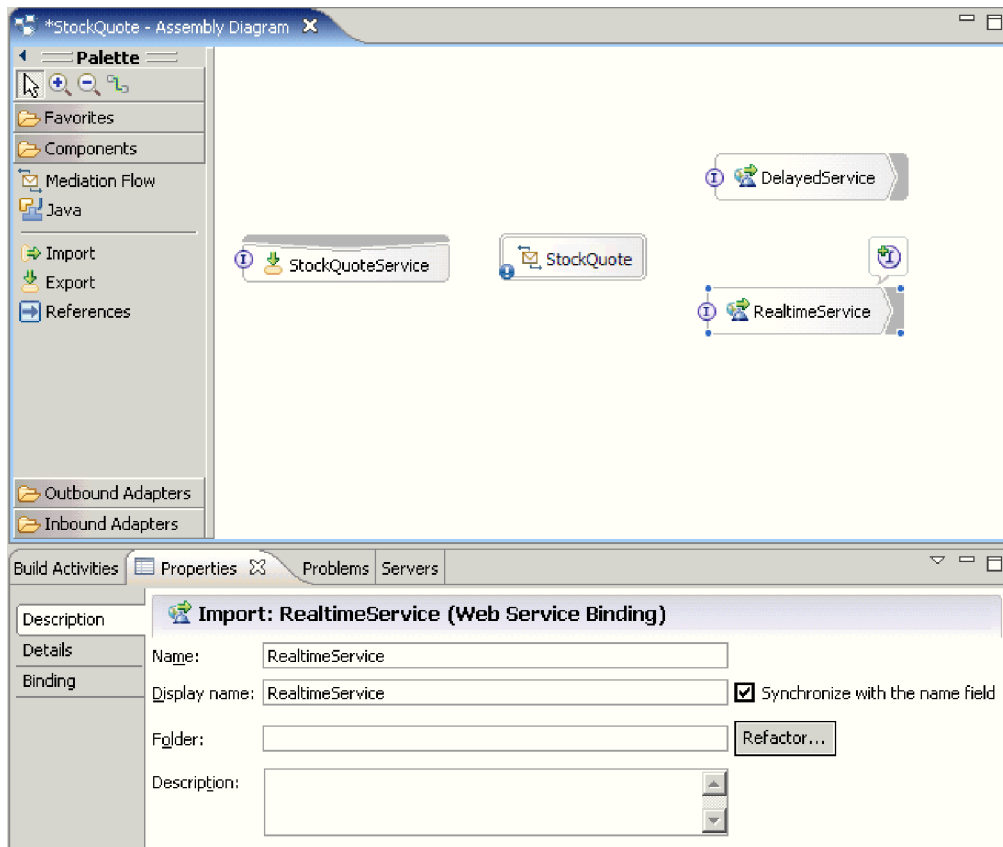 *StockQuote - Assembly Diagram
Palette
Favorites
Components
Mediation Flow
Java
Import
Export
References
Outbound Adapters
Inbound Adapters
I StockQuoteService
StockQuote
I DelayedService
I
I RealtimeService
Build Activities Properties Problems Servers
Description
Details
Binding
Import: RealtimeService (Web Service Binding)
Name: RealtimeService
Display name: RealtimeService Synchronize with the name field
Folder: Refactor...
Description: